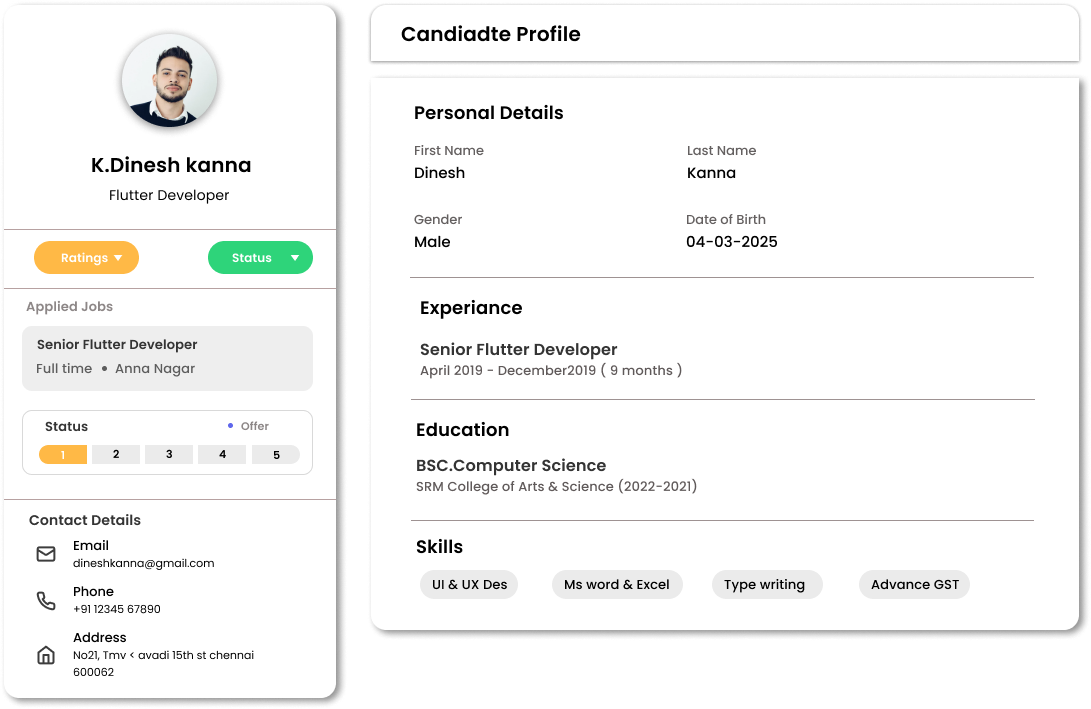 K.Dinesh kanna
Flutter Developer
Ratings
Status
Applied Jobs
Senior Flutter Developer
Full time • Anna Nagar
Status
Offer
1 2 3 4 5
Contact Details
Email
dineshkanna@gmail.com
Phone
+91 12345 67890
Address
No21, Tmv < avadi 15th st chennai
600062
Candiadte Profile
Personal Details
First Name
Last Name
Dinesh
Kanna
Gender
Date of Birth
Male
04-03-2025
Experiance
Senior Flutter Developer
April 2019 - December2019 ( 9 months )
Education
BSC.Computer Science
SRM College of Arts & Science (2022-2021)
Skills
UI & UX Des
Ms word & Excel
Type writing
Advance GST